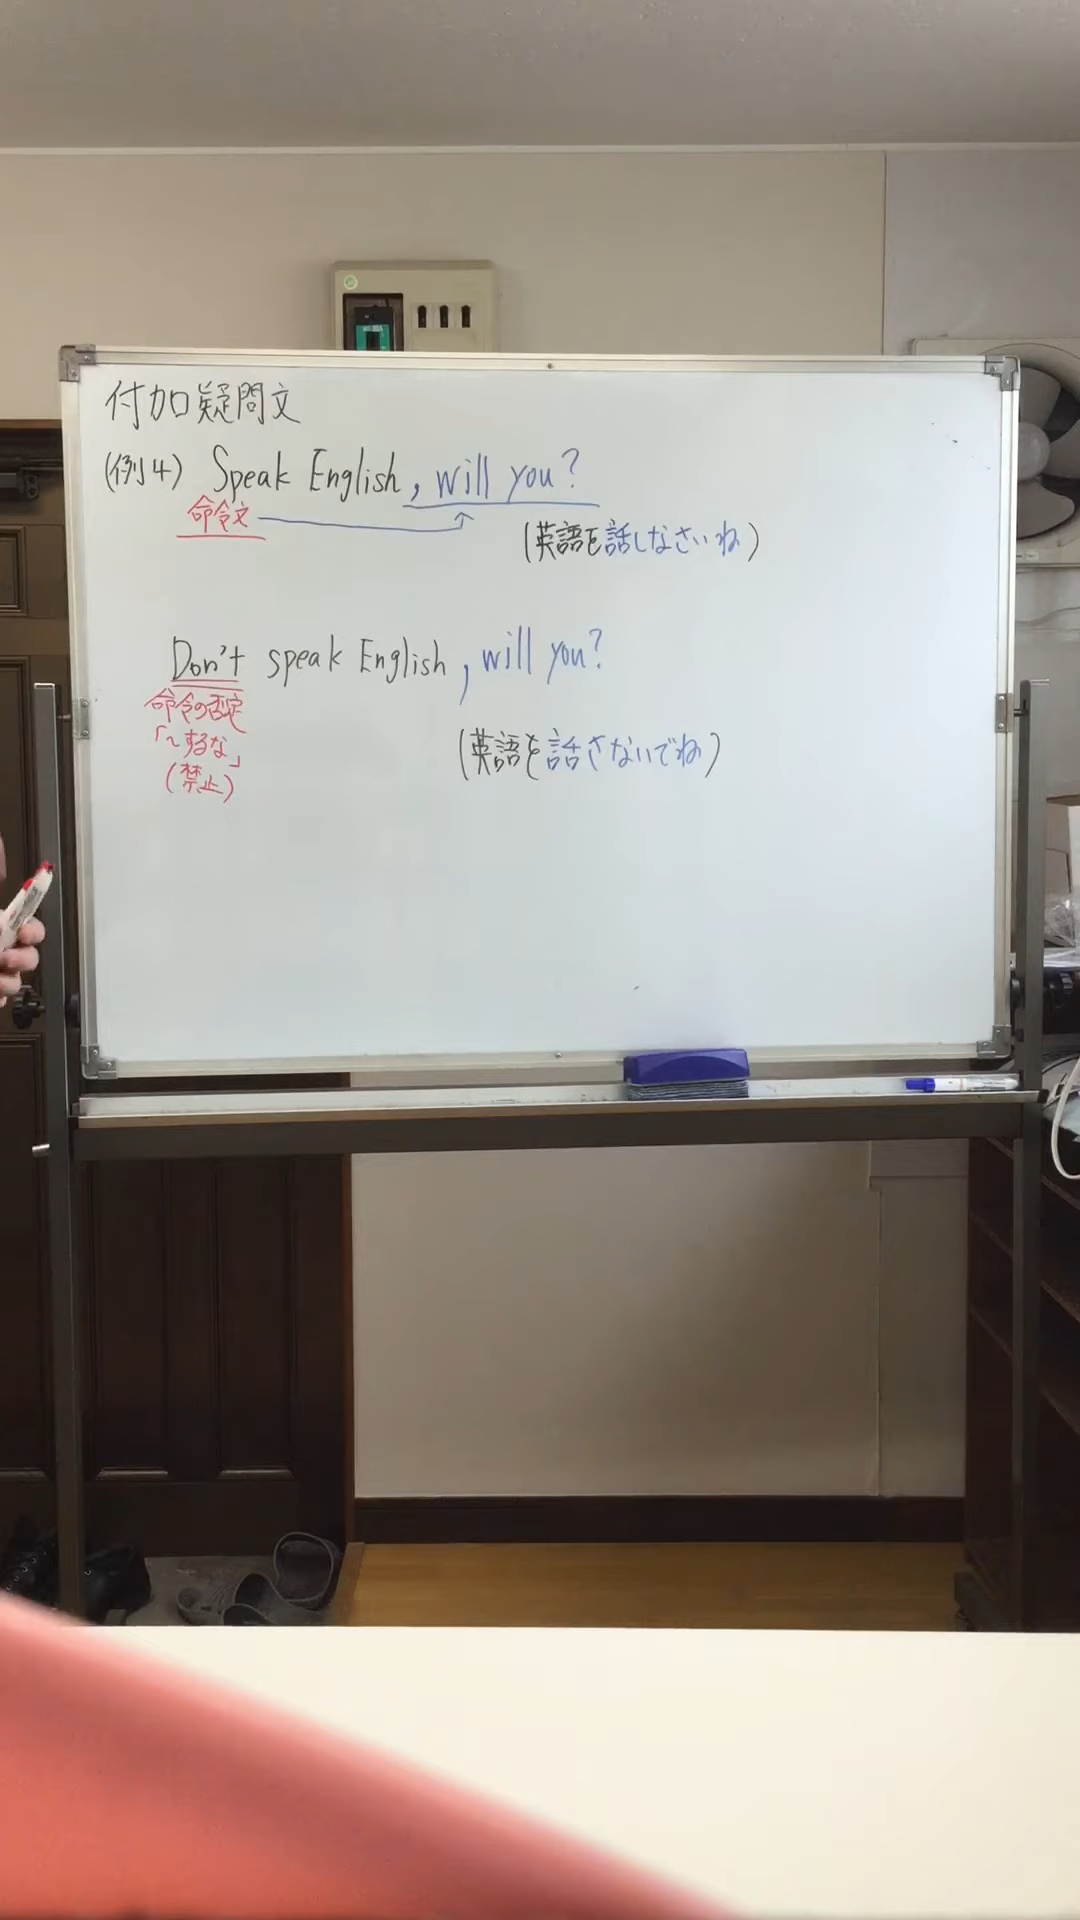 付加疑問文
(例4) Speak English, will you?
命令文
(英語を話しなさいね)
Don't speak English, will you?
命令の否定
「~するな」
(禁止)
(英語を話さないでね)